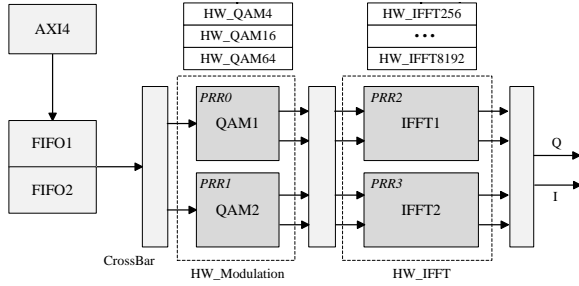 HW_QAM4
HW_QAM16
HW_QAM64
HW_IFFT256
...
HW_IFFT8192
AXI4
FIFO1
FIFO2
CrossBar
PRR0
QAM1
PRR1
QAM2
HW_Modulation
PRR2
IFFT1
PRR3
IFFT2
HW_IFFT
Q
I